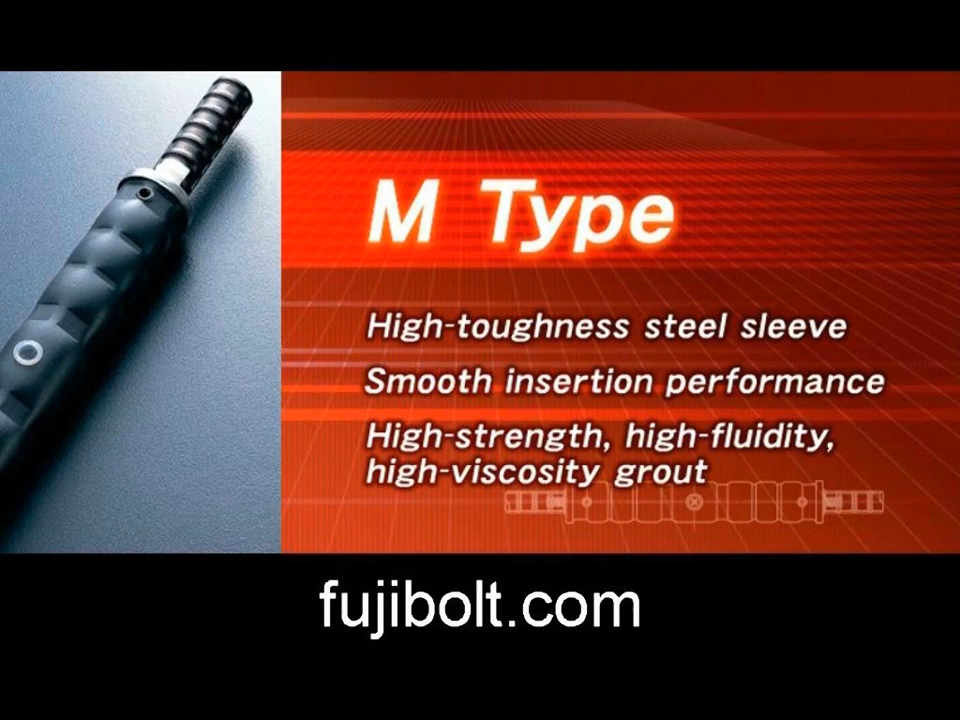 M Type
High-toughness steel sleeve
Smooth insertion performance
High-strength, high-fluidity,
high-viscosity grout
fujibolt.com